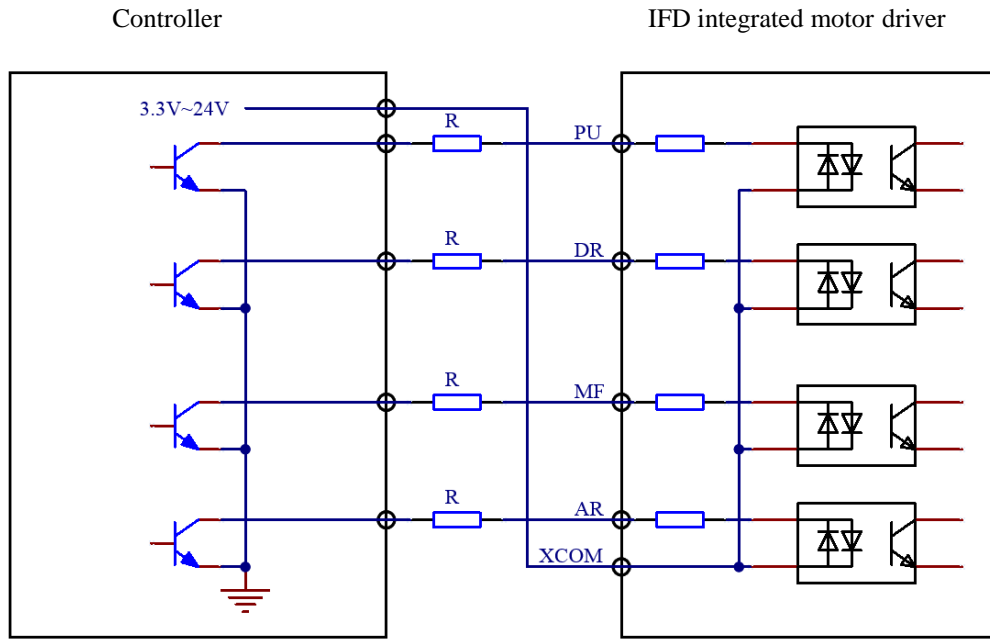 Controller
IFD integrated motor driver
3.3V~24V
R
PU
R
DR
R
MF
R
AR
XCOM